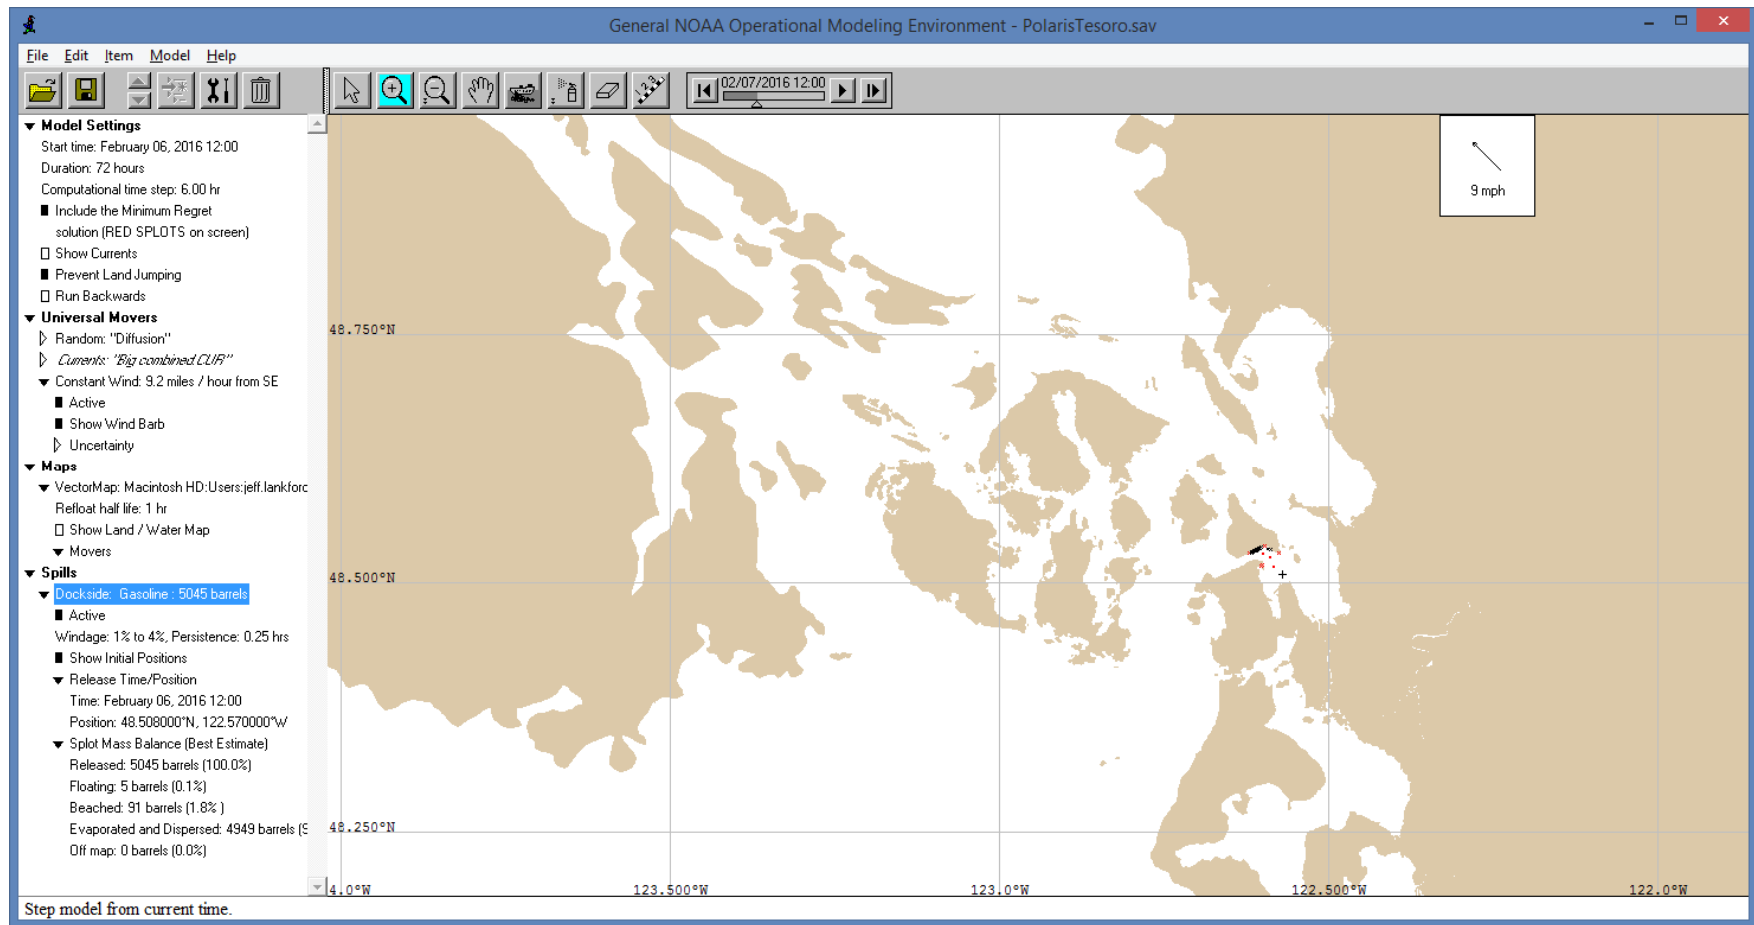 General NOAA Operational Modeling Environment - PolarisTesoro.sav
File Edit Item Model Help
02/07/2016 12:00
Model Settings
Start time: February 06, 2016 12:00
Duration: 72 hours
Computational time step: 6.00 hr
Include the Minimum Regret
solution (RED SPLOTS on screen)
Show Currents
Prevent Land Jumping
Run Backwards
Universal Movers
Random: "Diffusion"
Currents: "Big combined.CUR"
Constant Wind: 9.2 miles / hour from SE
Active
Show Wind Barb
Uncertainty
Maps
VectorMap: Macintosh HD:Users:jeff.lankforc
Refloat half life: 1 hr
Show Land / Water Map
Movers
Spills
Dockside: Gasoline : 5045 barrels
Active
Windage: 1% to 4%, Persistence: 0.25 hrs
Show Initial Positions
Release Time/Position
Time: February 06, 2016 12:00
Position: 48.508000°N, 122.570000°W
Splot Mass Balance (Best Estimate)
Released: 5045 barrels (100.0%)
Floating: 5 barrels (0.1%)
Beached: 91 barrels (1.8% )
Evaporated and Dispersed: 4949 barrels (9
Off map: 0 barrels (0.0%)
9 mph
48.750°N
48.500°N
48.250°N
4.0°W 123.500°W 123.0°W 122.500°W 122.0°W
Step model from current time.